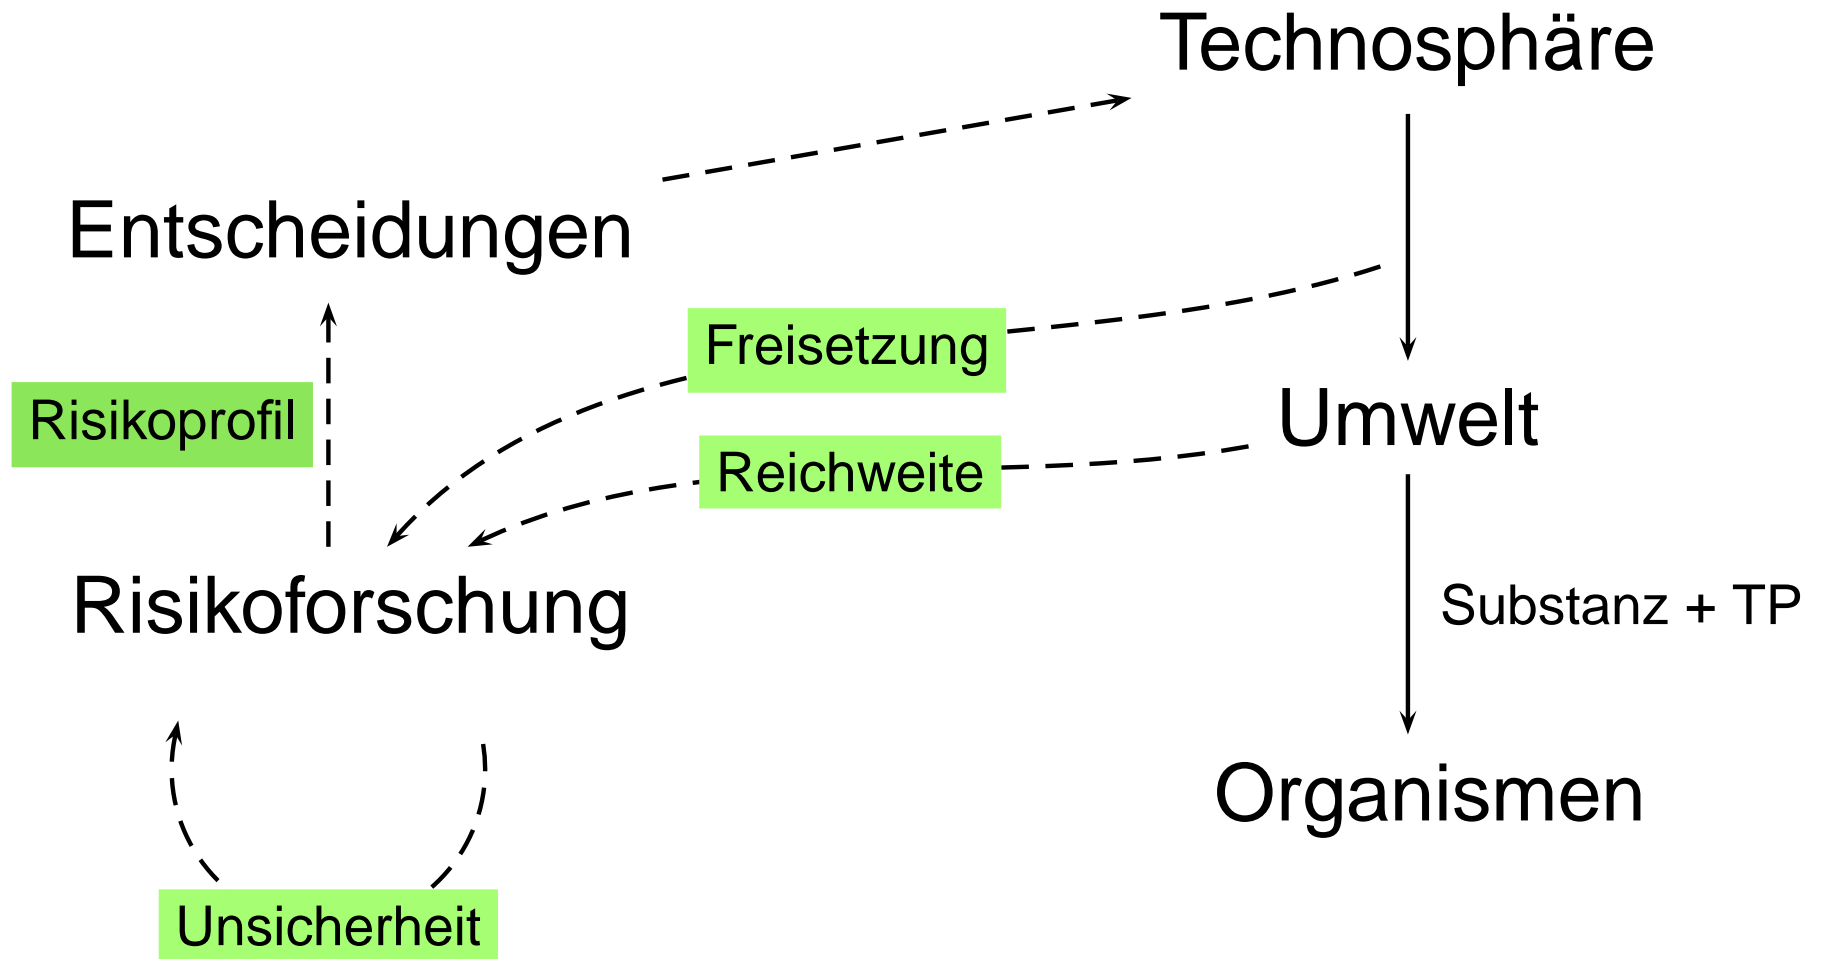 Technosphäre
Entscheidungen
Freisetzung
Risikoprofil
Umwelt
Reichweite
Risikoforschung
Substanz + TP
Organismen
Unsicherheit